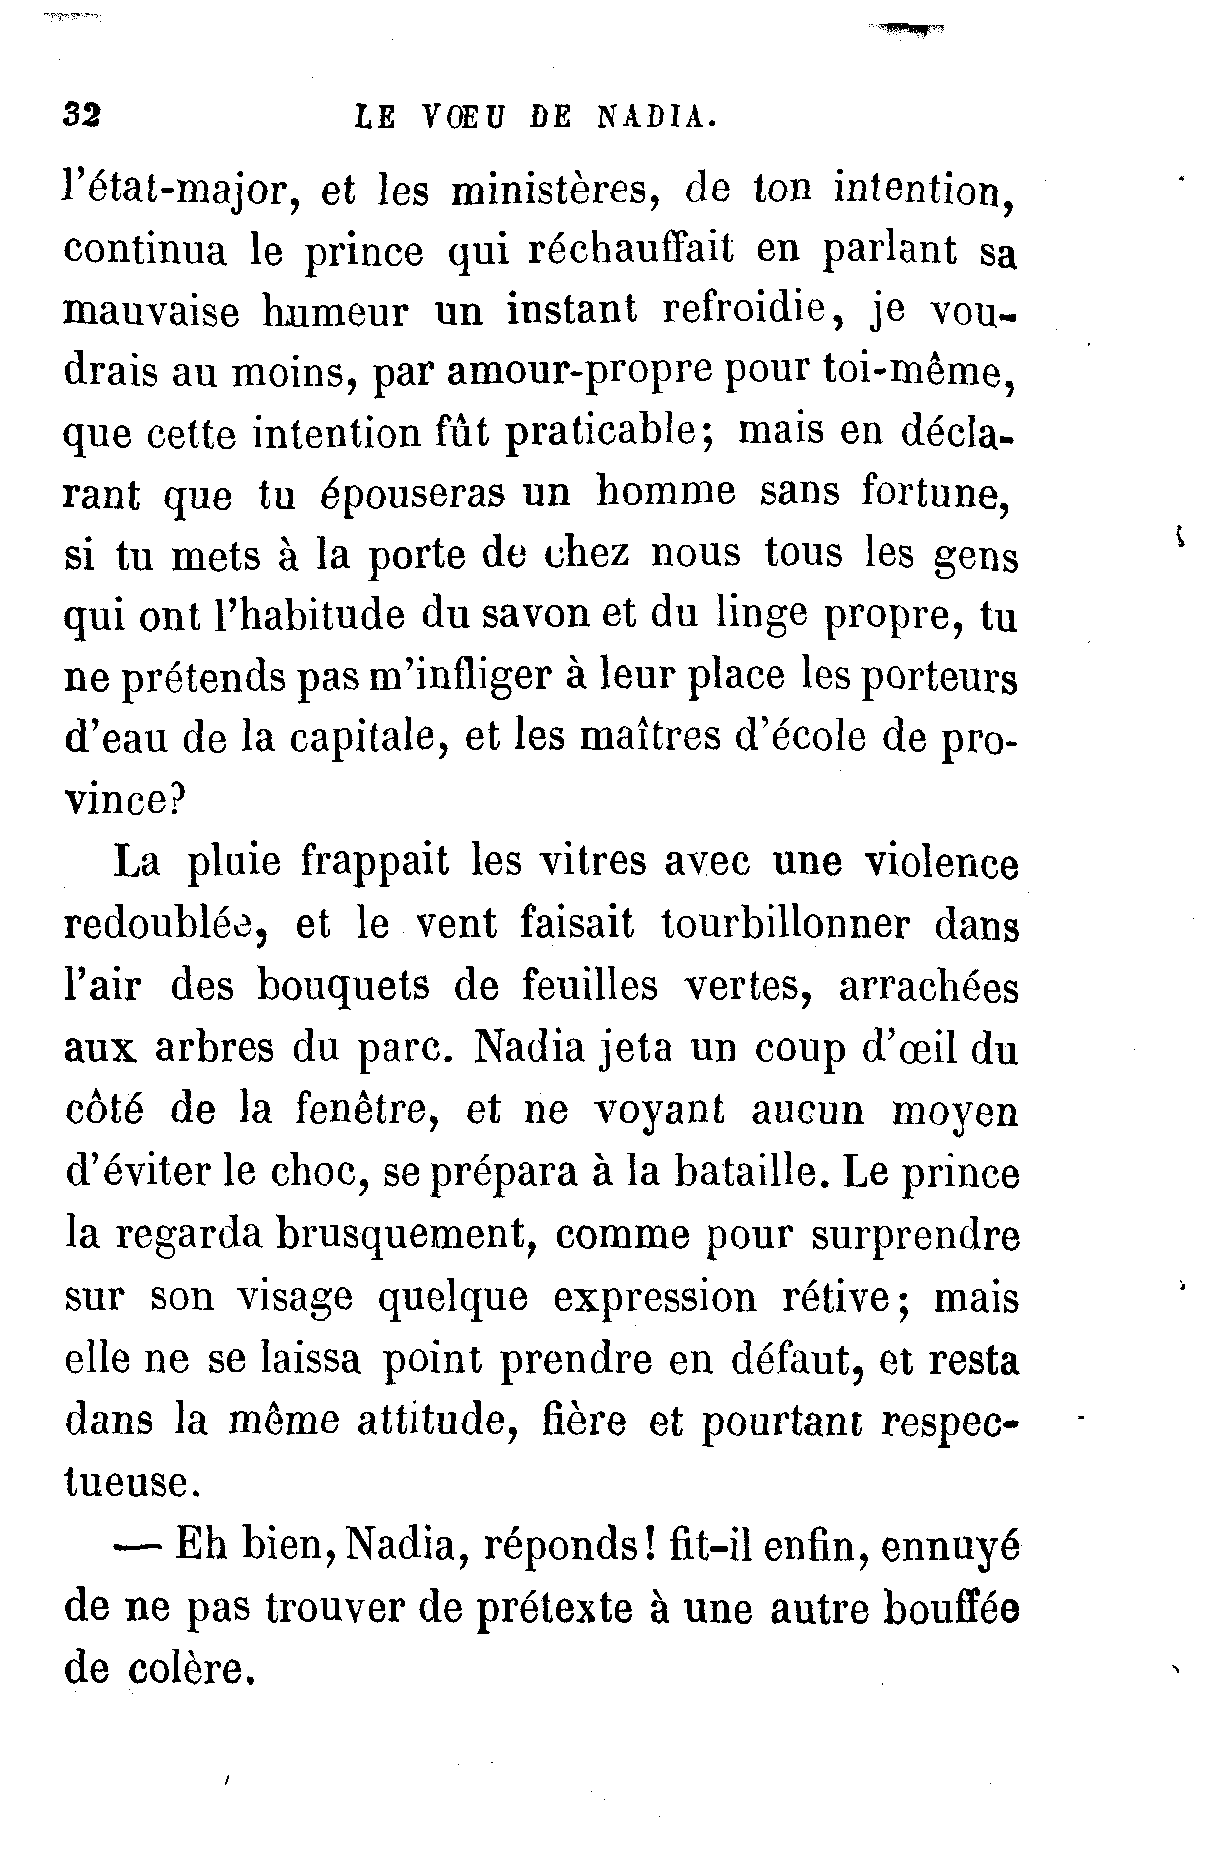 32 LE VŒU DE NADIA.
l'état-major, et les ministères, de ton intention,
continua le prince qui réchauffait en parlant sa
mauvaise humeur un instant refroidie, je vou-
drais au moins, par amour-propre pour toi-même,
que cette intention fût praticable; mais en décla-
rant que tu épouseras un homme sans fortune,
si tu mets à la porte de chez nous tous les gens
qui ont l'habitude du savon et du linge propre, tu
ne prétends pas m'infliger à leur place les porteurs
d'eau de la capitale, et les maîtres d'école de pro-
vince?
La pluie frappait les vitres avec une violence
redoublée, et le vent faisait tourbillonner dans
l'air des bouquets de feuilles vertes, arrachées
aux arbres du parc. Nadia jeta un coup d'œil du
côté de la fenêtre, et ne voyant aucun moyen
d'éviter le choc, se prépara à la bataille. Le prince
la regarda brusquement, comme pour surprendre
sur son visage quelque expression rétive; mais
elle ne se laissa point prendre en défaut, et resta
dans la même attitude, fière et pourtant respec-
tueuse.
— Eh bien, Nadia, réponds! fit-il enfin, ennuyé
de ne pas trouver de prétexte à une autre bouffée
de colère.